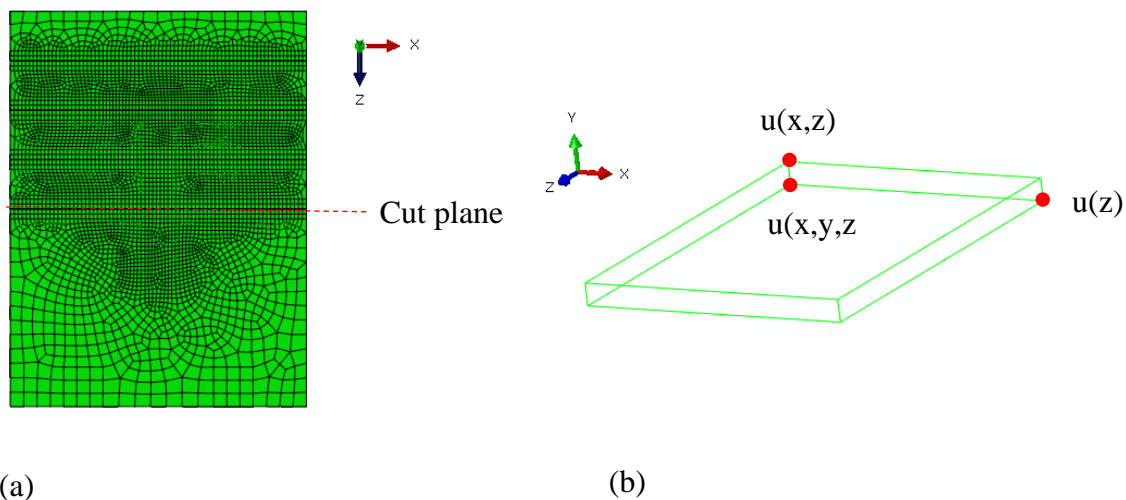 Y
X
Z
Cut plane
(a)
Y
X
Z
u(x,z)
u(x,y,z
u(z)
(b)